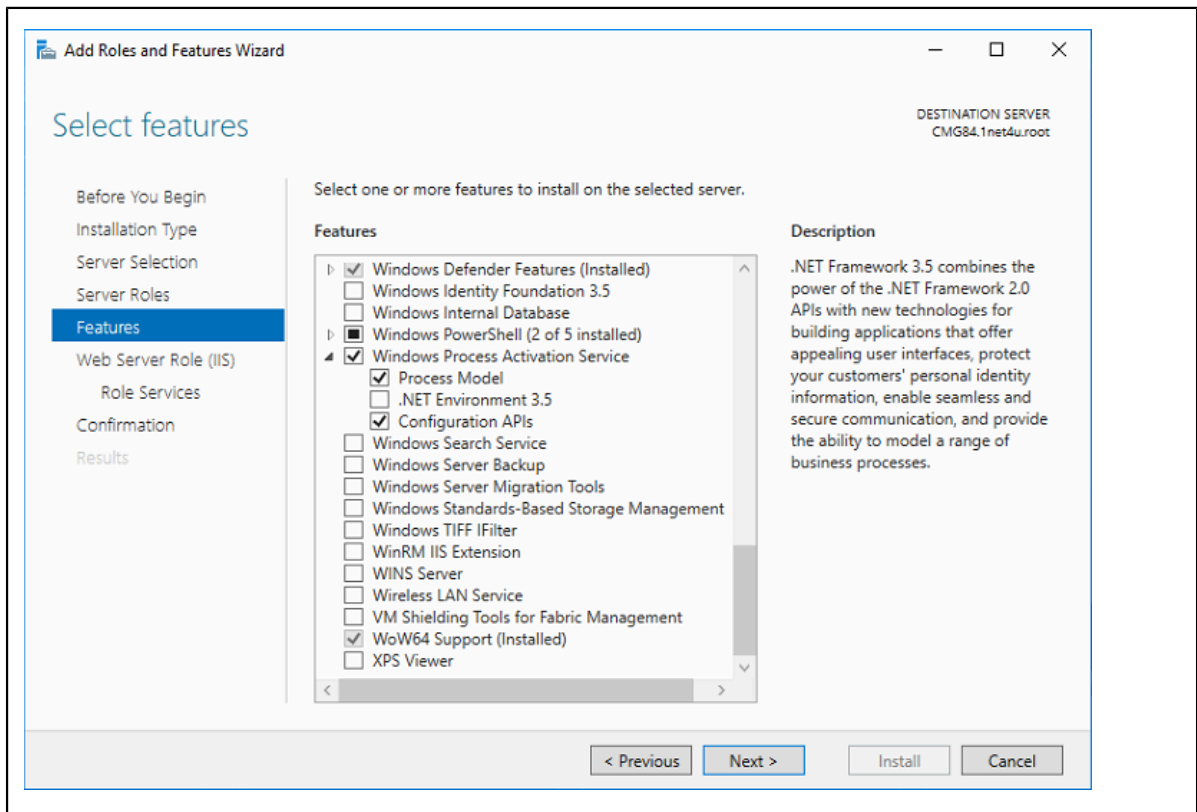 Add Roles and Features Wizard
Select features
DESTINATION SERVER
CMG84.1net4u.root
Before You Begin
Installation Type
Server Selection
Server Roles
Features
Web Server Role (IIS)
Role Services
Confirmation
Results
Select one or more features to install on the selected server.
Features
Windows Defender Features (Installed)
Windows Identity Foundation 3.5
Windows Internal Database
Windows PowerShell (2 of 5 installed)
Windows Process Activation Service
Process Model
.NET Environment 3.5
Configuration APIs
Windows Search Service
Windows Server Backup
Windows Server Migration Tools
Windows Standards-Based Storage Management
Windows TIFF IFilter
WinRM IIS Extension
WINS Server
Wireless LAN Service
VM Shielding Tools for Fabric Management
WoW64 Support (Installed)
XPS Viewer
Description
.NET Framework 3.5 combines the
power of the .NET Framework 2.0
APIs with new technologies for
building applications that offer
appealing user interfaces, protect
your customers' personal identity
information, enable seamless and
secure communication, and provide
the ability to model a range of
business processes.
< Previous
Next >
Install
Cancel